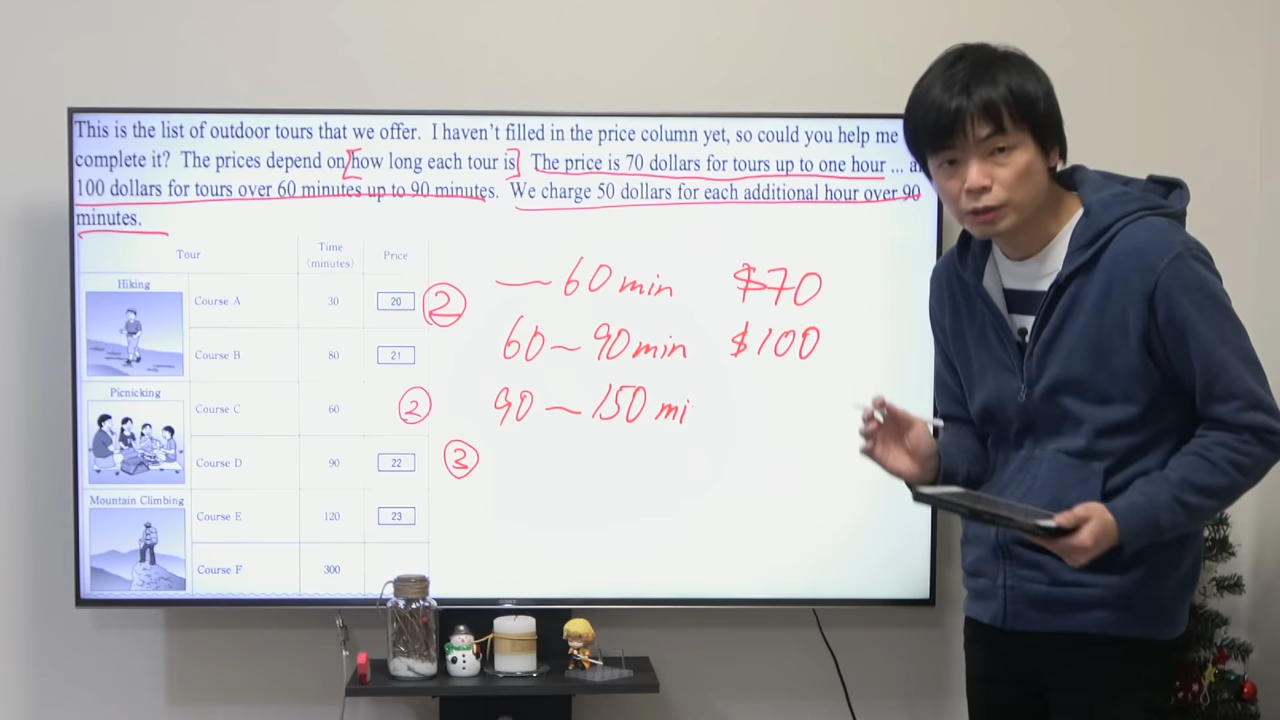 This is the list of outdoor tours that we offer. I haven't filled in the price column yet, so could you help me
complete it? The prices depend on [how long each tour is] The price is 70 dollars for tours up to one hour ...
100 dollars for tours over 60 minutes up to 90 minutes. We charge 50 dollars for each additional hour over 90
minutes.
Tour Time (minutes) Price
Hiking
Course A 30 20 ②
Course B 80 21
Picnicking
Course C 60 ②
Course D 90 22 ③
Mountain Climbing
Course E 120 23
Course F 300
~60 min $70
60~90min $100
90~150 mi
SONY